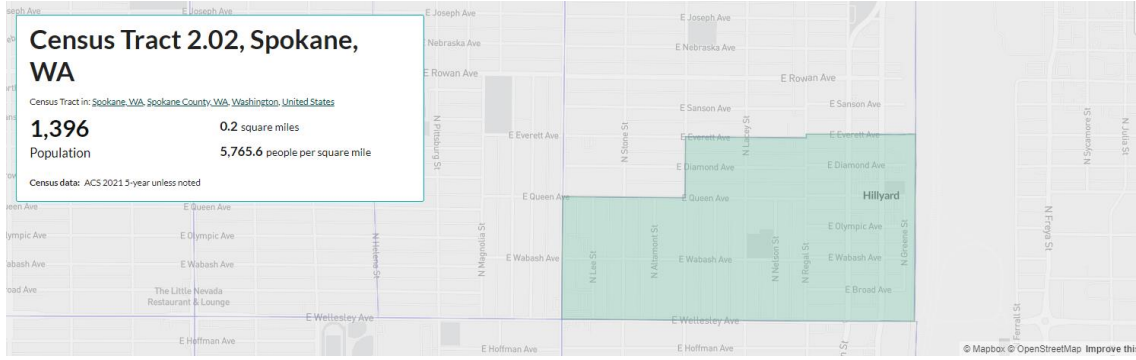 Census Tract 2.02, Spokane,
WA
Census Tract in: Spokane, WA, Spokane County, WA, Washington, United States
1,396
Population
0.2 square miles
5,765.6 people per square mile
Census data: ACS 2021 5-year unless noted
E Joseph Ave
E Joseph Ave
E Joseph Ave
E Nebraska Ave
E Nebraska Ave
E Rowan Ave
E Rowan Ave
E Sanson Ave
E Sanson Ave
N Pittsburg St
E Everett Ave
N Stone St
E Everett Ave
N Lacey St
E Everett Ave
N Sycamore St
N Julia St
E Diamond Ave
E Diamond Ave
Hillyard
E Queen Ave
E Queen Ave
E Queen Ave
Queen Ave
E Olympic Ave
E Olympic Ave
N Helena St
N Magnolia St
N Lee St
N Altamont St
N Nelson St
N Regal St
N Greene St
N Freya St
E Wabash Ave
E Wabash Ave
E Wabash Ave
E Wabash Ave
The Little Nevada
Restaurant & Lounge
E Broad Ave
E Wellesley Ave
E Wellesley Ave
Ferrall St
E Hoffman Ave
E Hoffman Ave
E Hoffman Ave
© Mapbox © OpenStreetMap Improve this